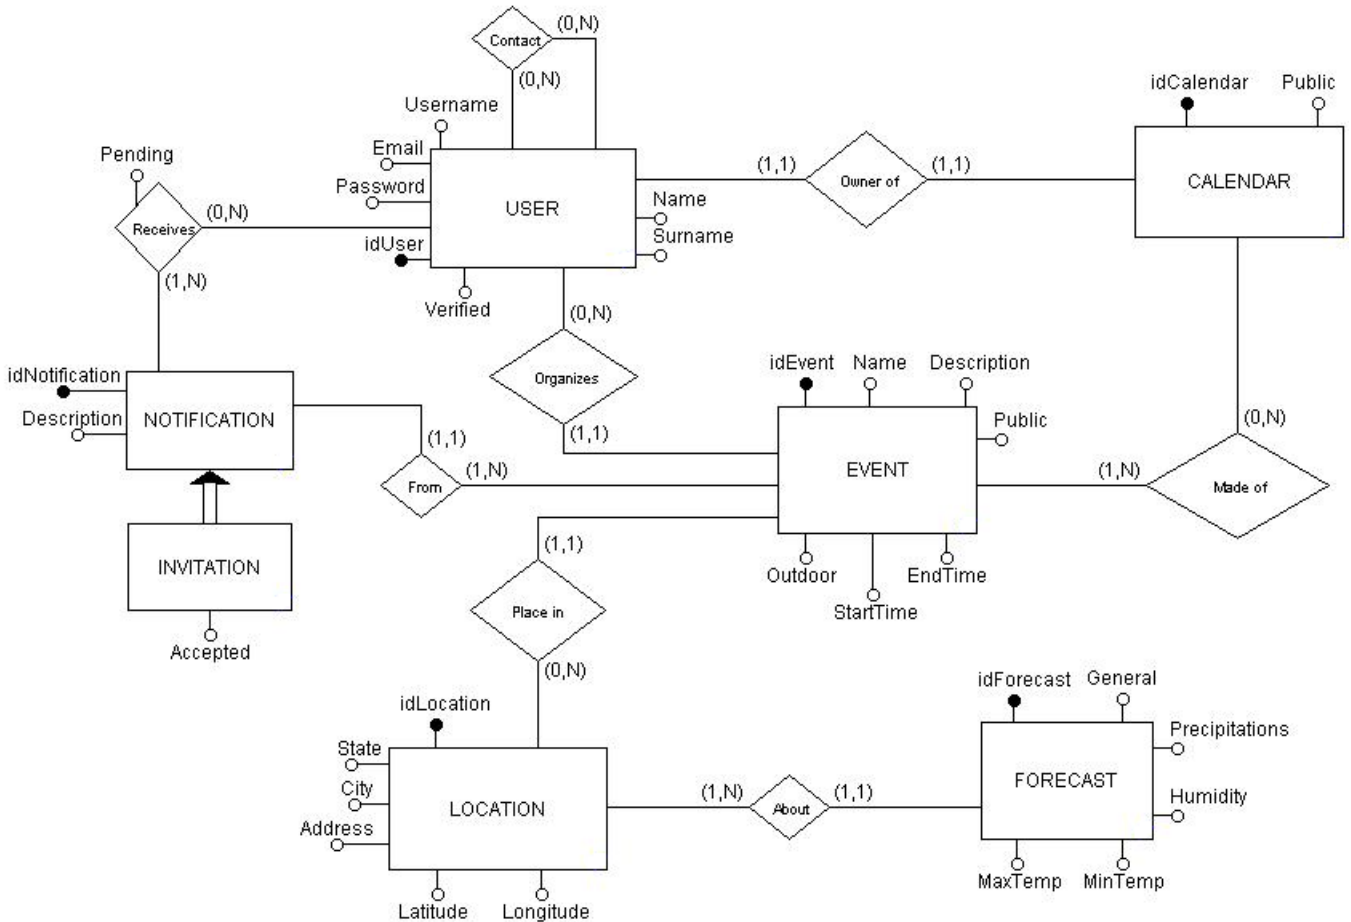 (0,N)
Contact
(0,N)
Username
idCalendar
Public
Email
Pending
(1,1)
Owner of
(1,1)
CALENDAR
Password
USER
Name
(0,N)
Receives
Surname
idUser
(1,N)
Verified
(0,N)
idEvent
Name
Description
idNotification
Organizes
Description
NOTIFICATION
(1,1)
(1,1)
Public
(0,N)
(1,N)
EVENT
(1,N)
From
Made of
INVITATION
(1,1)
Outdoor
EndTime
StartTime
Place in
Accepted
(0,N)
idLocation
idForecast
General
State
Precipitations
City
(1,N)
(1,1)
FORECAST
Humidity
LOCATION
About
Address
MaxTemp
MinTemp
Latitude
Longitude